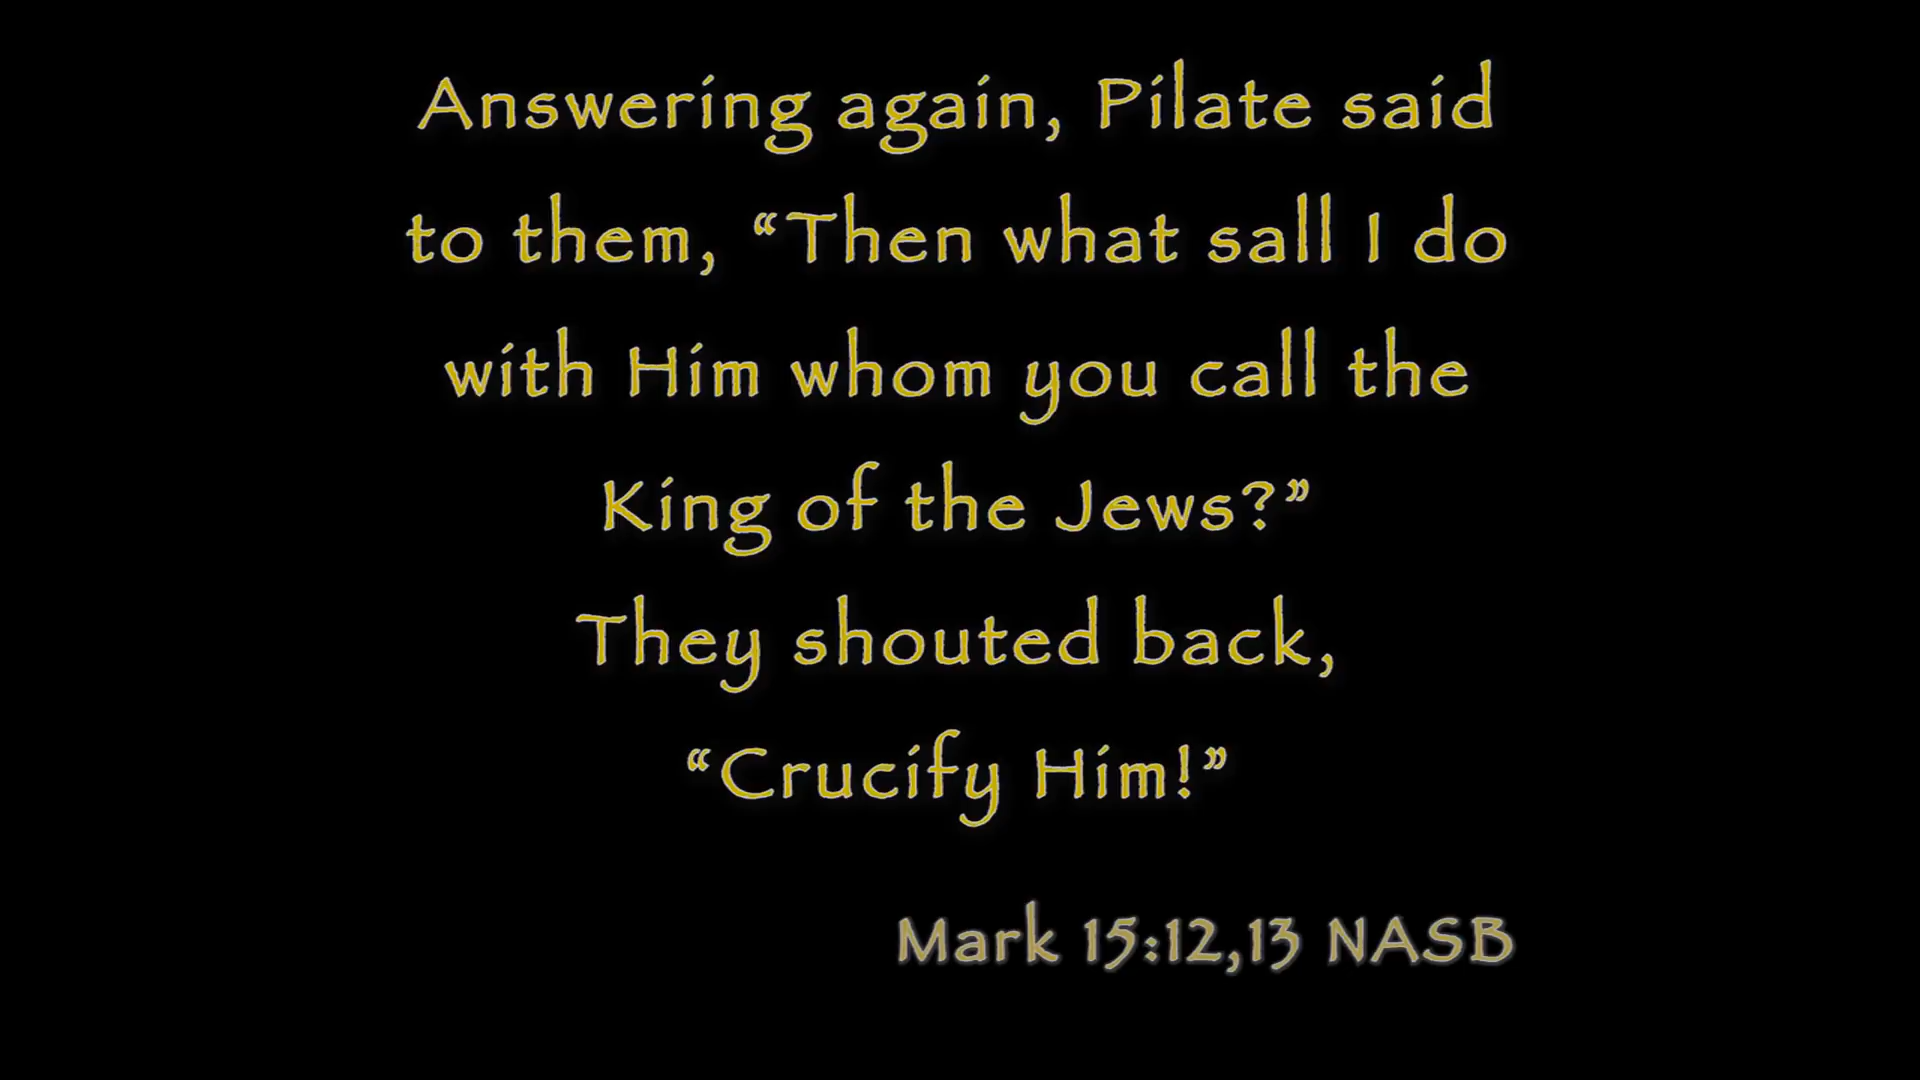 Answering again, Pilate said
to them, “Then what sall I do
with Him whom you call the
King of the Jews?”
They shouted back,
“Crucify Him!”
Mark 15:12,13 NASB